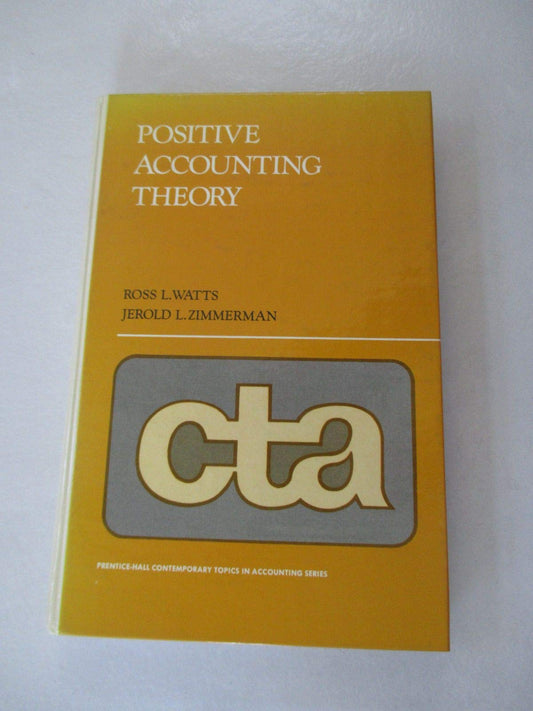 POSITIVE
ACCOUNTING
THEORY
ROSS L. WATTS
JEROLD L. ZIMMERMAN
cta
PRENTICE-HALL CONTEMPORARY TOPICS IN ACCOUNTING SERIES